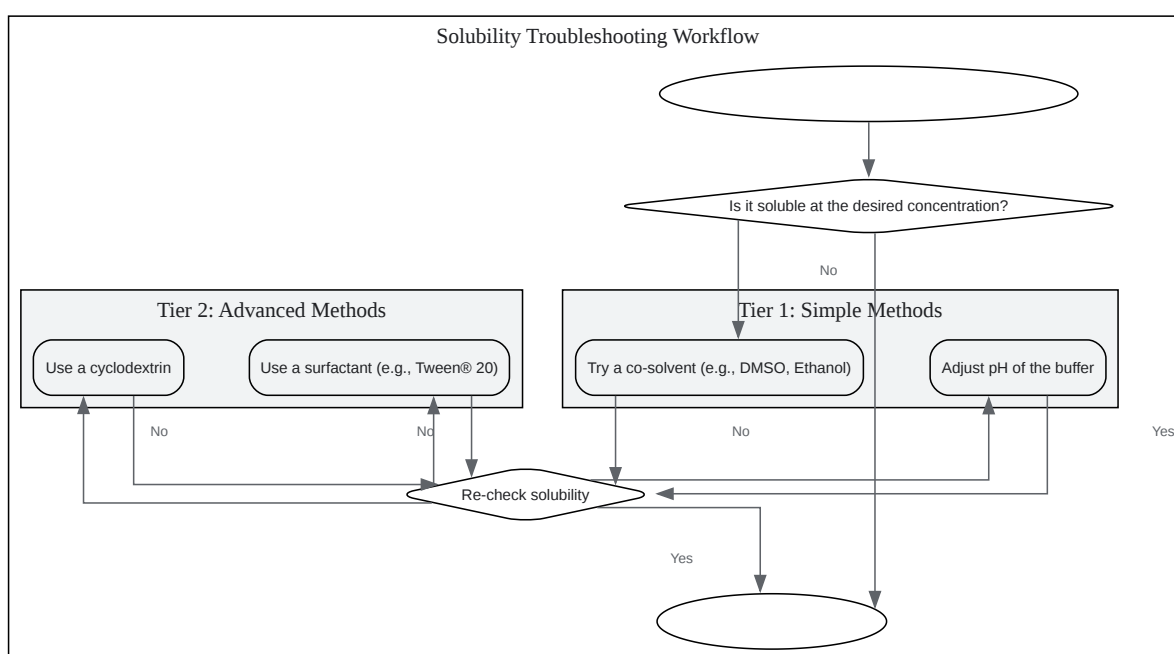 Solubility Troubleshooting Workflow
Is it soluble at the desired concentration?
No
Tier 2: Advanced Methods
Tier 1: Simple Methods
Use a cyclodextrin
Use a surfactant (e.g., Tween® 20)
Try a co-solvent (e.g., DMSO, Ethanol)
Adjust pH of the buffer
No
No
No
Yes
Re-check solubility
Yes